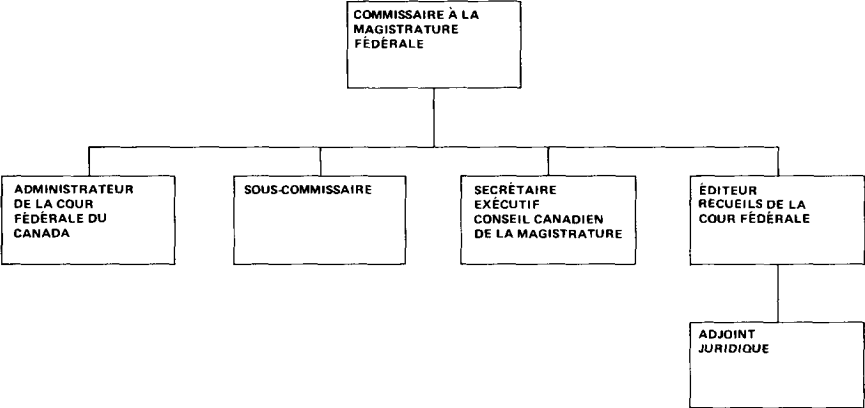 COMMISSAIRE À LA
MAGISTRATURE
FÉDÉRALE
ADMINISTRATEUR
DE LA COUR
FÉDÉRALE DU
CANADA
SOUS-COMMISSAIRE
SECRÉTAIRE
EXÉCUTIF
CONSEIL CANADIEN
DE LA MAGISTRATURE
ÉDITEUR
RECUEILS DE LA
COUR FÉDÉRALE
ADJOINT
JURIDIQUE